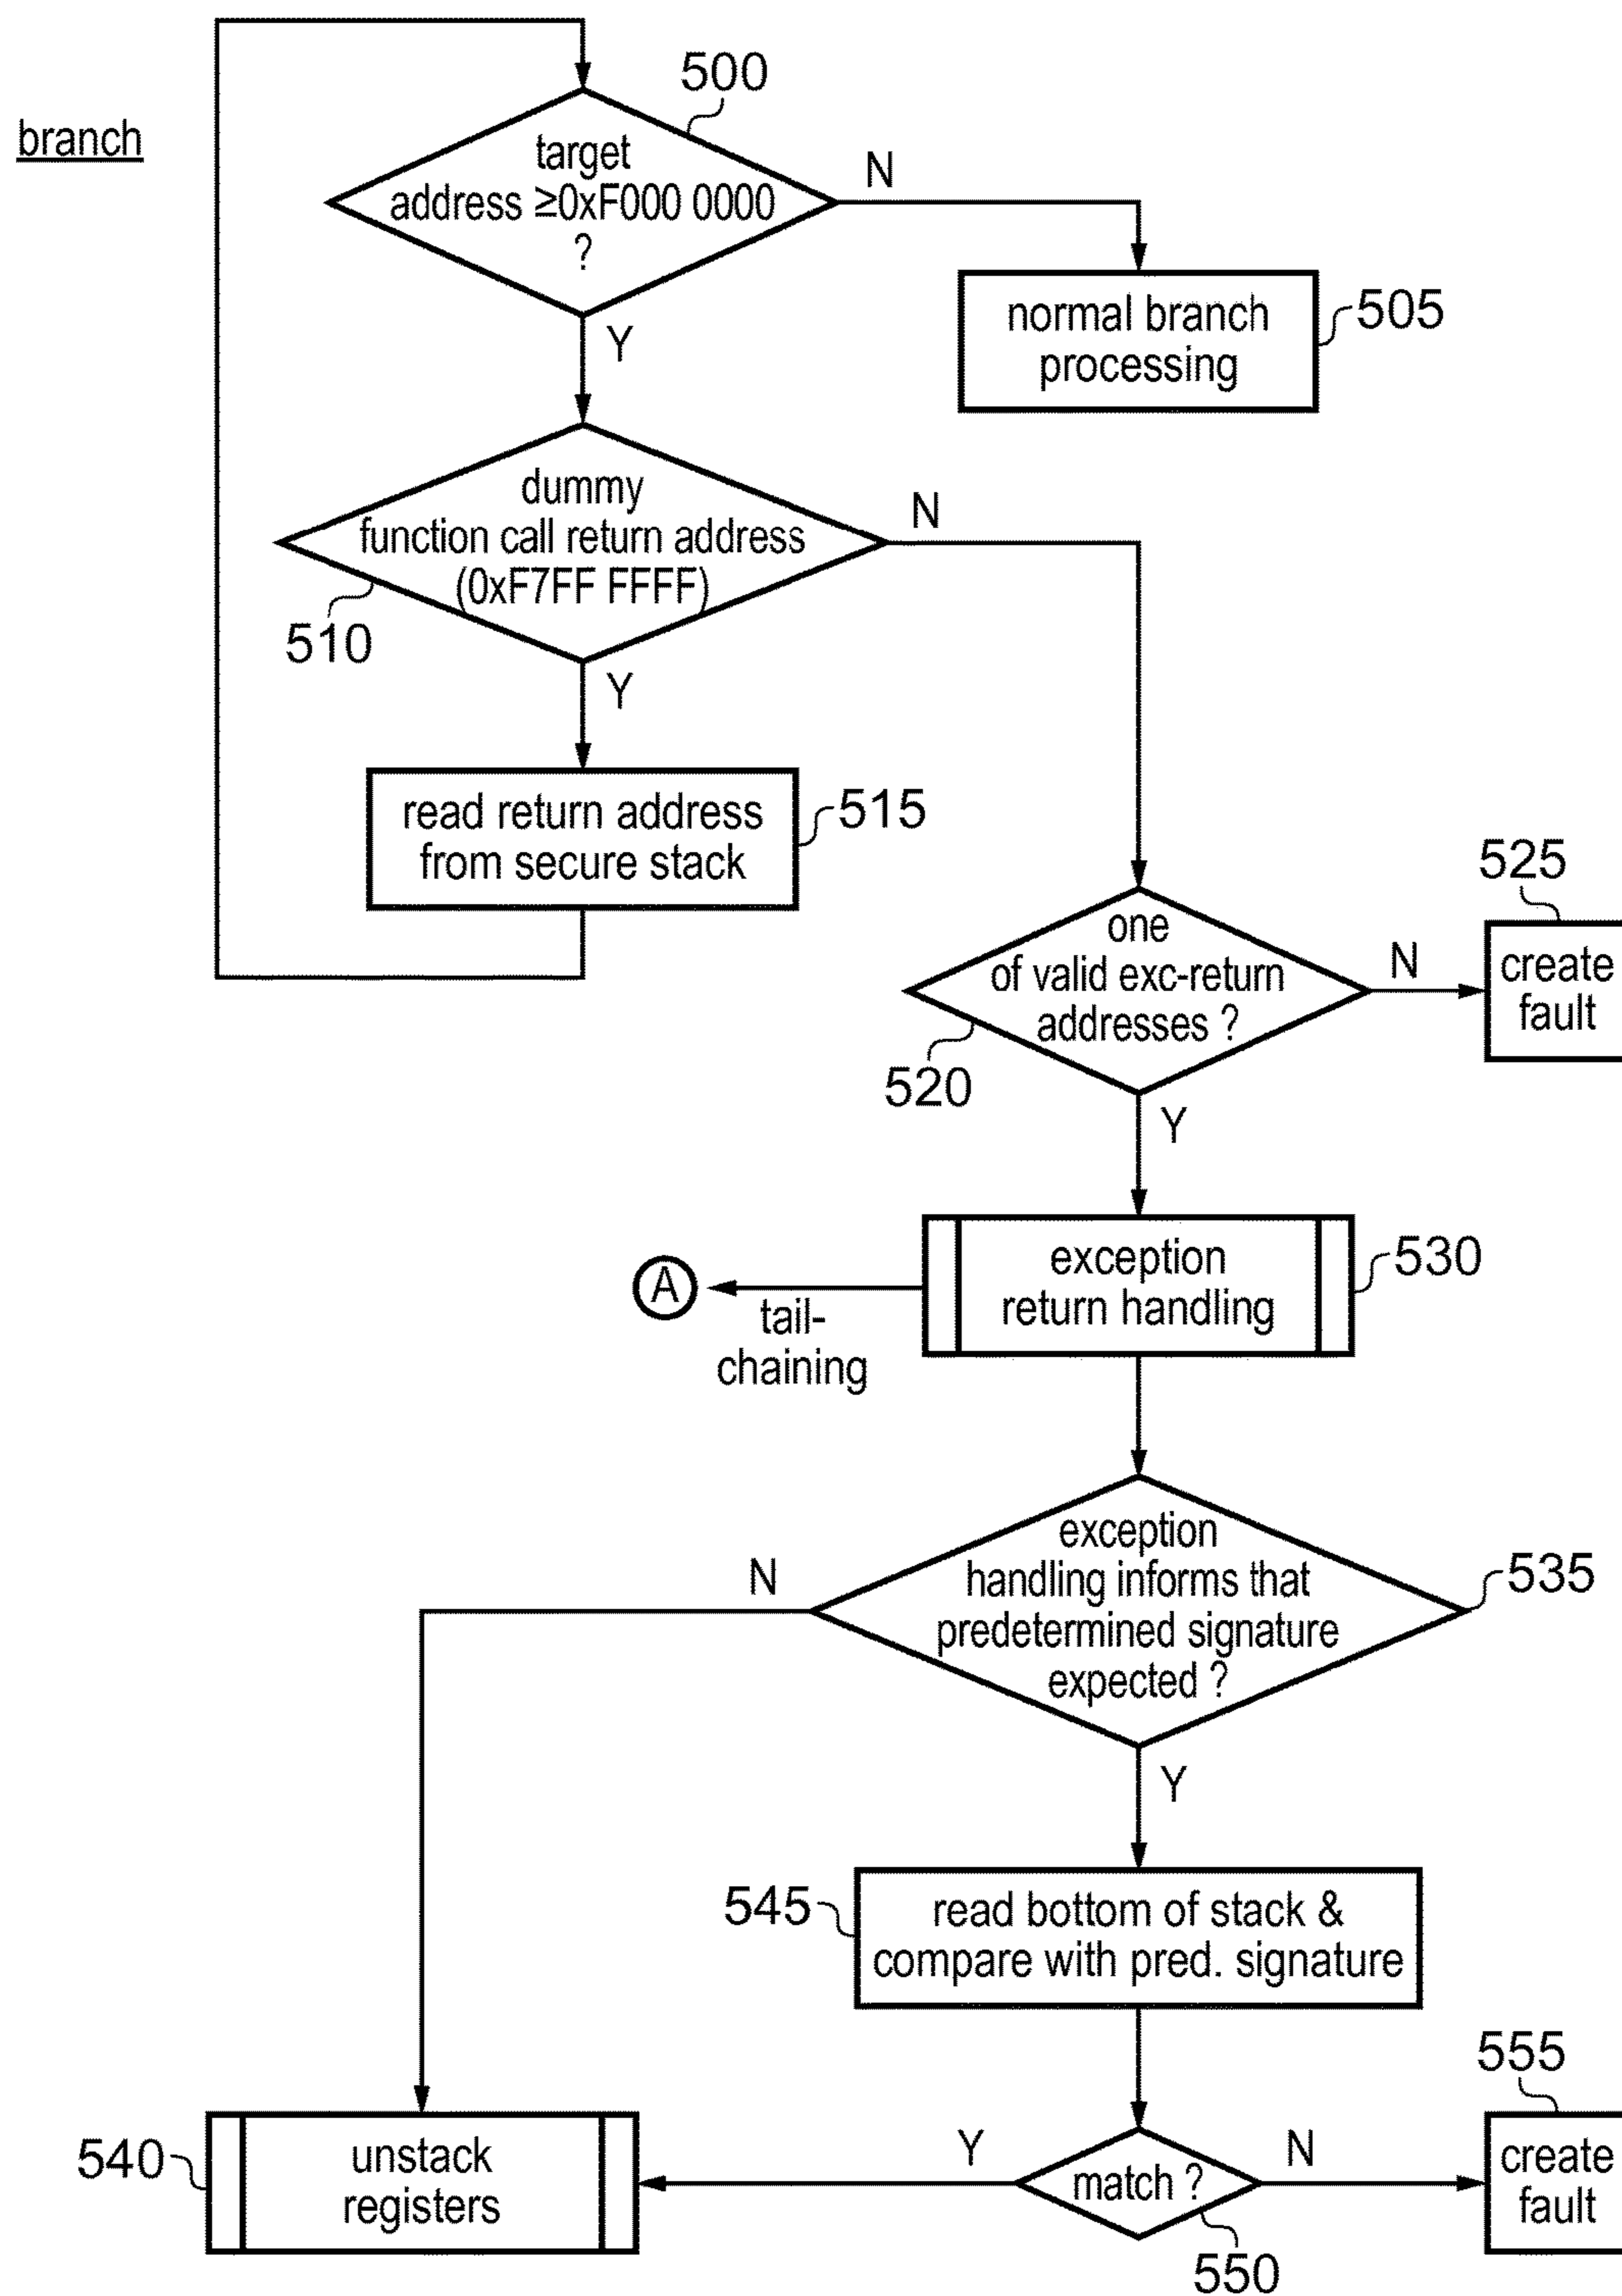 branch
500
target
address ≥0xF000 0000
?
N
Y
normal branch
processing
505
dummy
function call return address
(0xF7FF FFFF)
N
510
Y
read return address
from secure stack
515
525
one
of valid exc-return
addresses ?
N
create
fault
520
Y
exception
return handling
530
A
tail-
chaining
exception
handling informs that
predetermined signature
expected ?
535
N
Y
545
read bottom of stack &
compare with pred. signature
555
540
unstack
registers
Y
match ?
N
create
fault
550